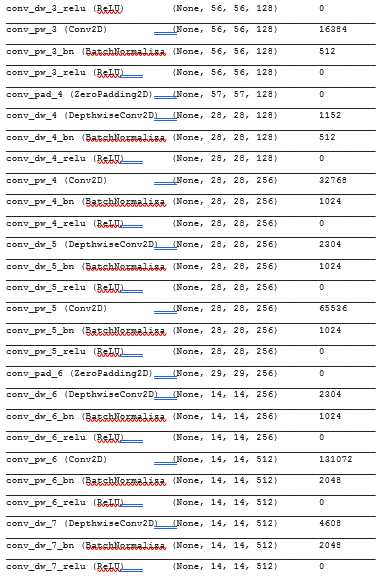 conv_dw_3_relu (ReLU) (None, 56, 56, 128) 0
conv_pw_3 (Conv2D) (None, 56, 56, 128) 16384
conv_pw_3_bn (BatchNormaliza (None, 56, 56, 128) 512
conv_pw_3_relu (ReLU) (None, 56, 56, 128) 0
conv_pad_4 (ZeroPadding2D) (None, 57, 57, 128) 0
conv_dw_4 (DepthwiseConv2D) (None, 28, 28, 128) 1152
conv_dw_4_bn (BatchNormaliza (None, 28, 28, 128) 512
conv_dw_4_relu (ReLU) (None, 28, 28, 128) 0
conv_pw_4 (Conv2D) (None, 28, 28, 256) 32768
conv_pw_4_bn (BatchNormaliza (None, 28, 28, 256) 1024
conv_pw_4_relu (ReLU) (None, 28, 28, 256) 0
conv_dw_5 (DepthwiseConv2D) (None, 28, 28, 256) 2304
conv_dw_5_bn (BatchNormaliza (None, 28, 28, 256) 1024
conv_dw_5_relu (ReLU) (None, 28, 28, 256) 0
conv_pw_5 (Conv2D) (None, 28, 28, 256) 65536
conv_pw_5_bn (BatchNormaliza (None, 28, 28, 256) 1024
conv_pw_5_relu (ReLU) (None, 28, 28, 256) 0
conv_pad_6 (ZeroPadding2D) (None, 29, 29, 256) 0
conv_dw_6 (DepthwiseConv2D) (None, 14, 14, 256) 2304
conv_dw_6_bn (BatchNormaliza (None, 14, 14, 256) 1024
conv_dw_6_relu (ReLU) (None, 14, 14, 256) 0
conv_pw_6 (Conv2D) (None, 14, 14, 512) 131072
conv_pw_6_bn (BatchNormaliza (None, 14, 14, 512) 2048
conv_pw_6_relu (ReLU) (None, 14, 14, 512) 0
conv_dw_7 (DepthwiseConv2D) (None, 14, 14, 512) 4608
conv_dw_7_bn (BatchNormaliza (None, 14, 14, 512) 2048
conv_dw_7_relu (ReLU) (None, 14, 14, 512) 0